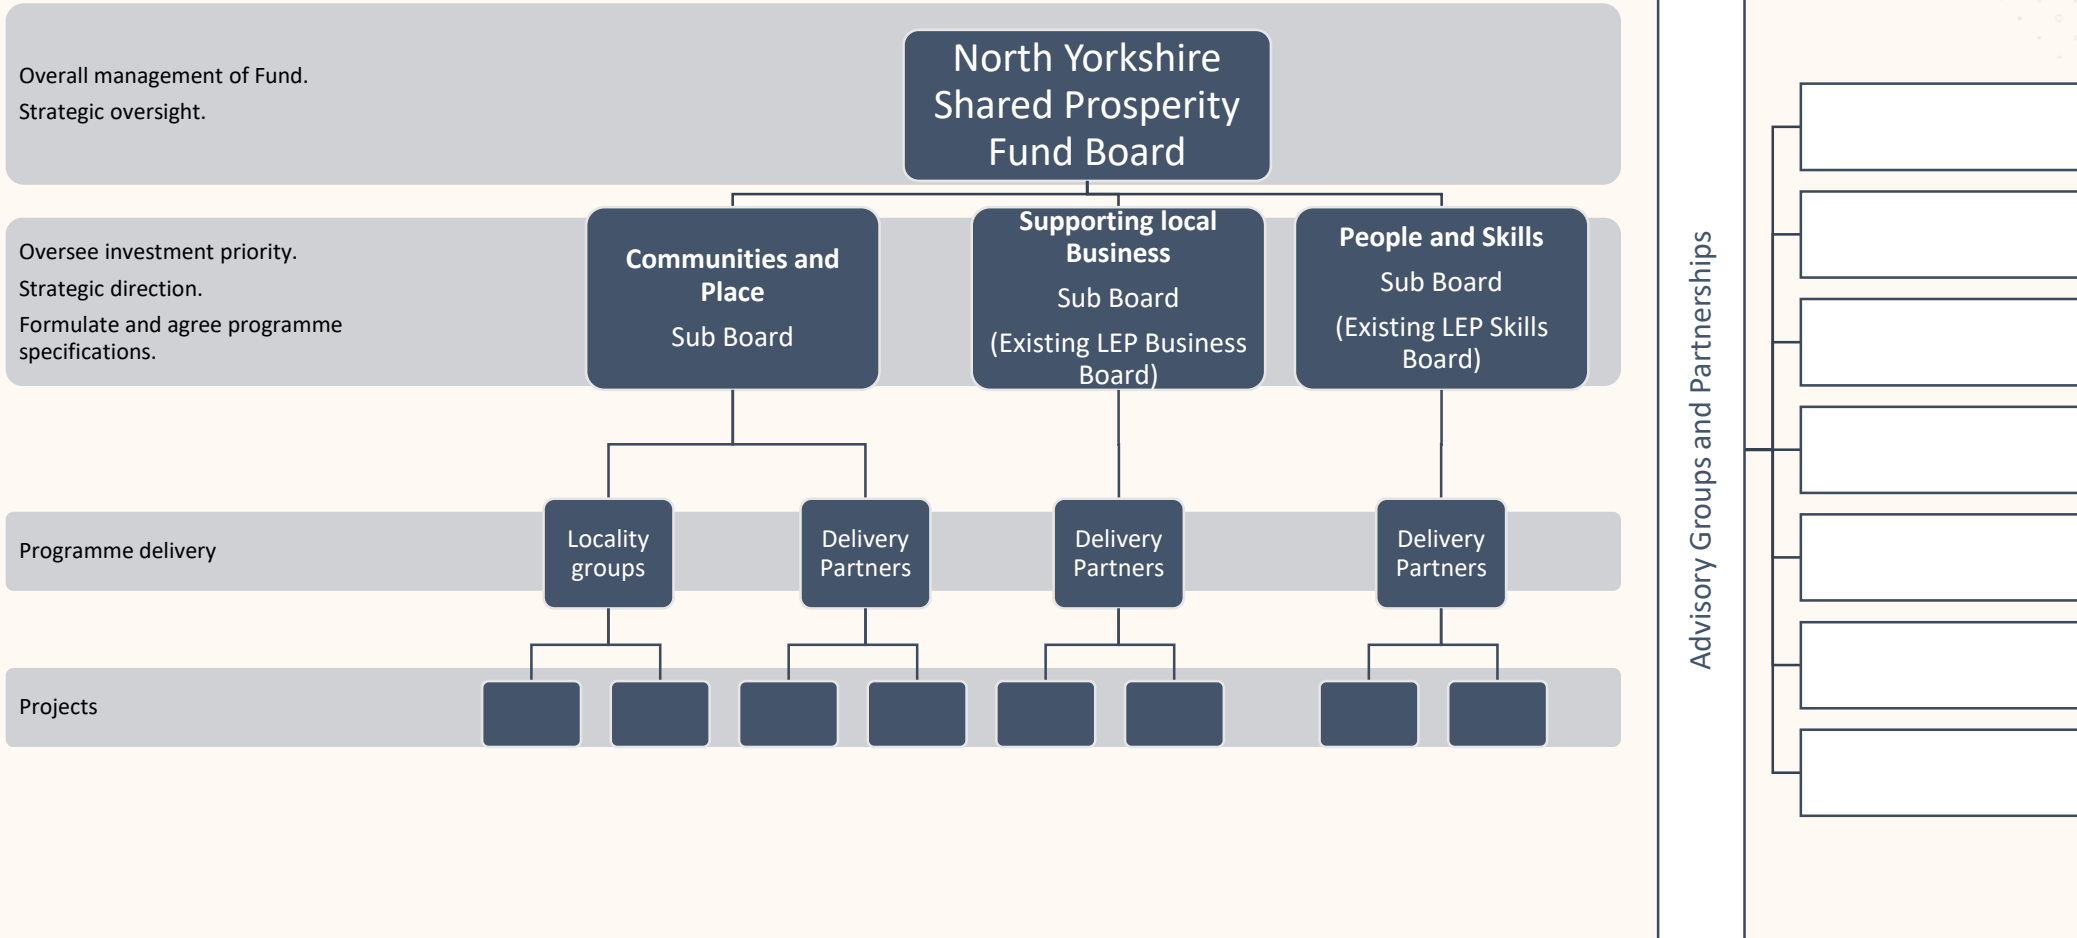 Overall management of Fund.
Strategic oversight.
North Yorkshire
Shared Prosperity
Fund Board
Oversee investment priority.
Strategic direction.
Formulate and agree programme
specifications.
Communities and
Place
Sub Board
Supporting local
Business
Sub Board
(Existing LEP Business
Board)
People and Skills
Sub Board
(Existing LEP Skills
Board)
Programme delivery
Locality
groups
Delivery
Partners
Delivery
Partners
Delivery
Partners
Projects
Advisory Groups and Partnerships